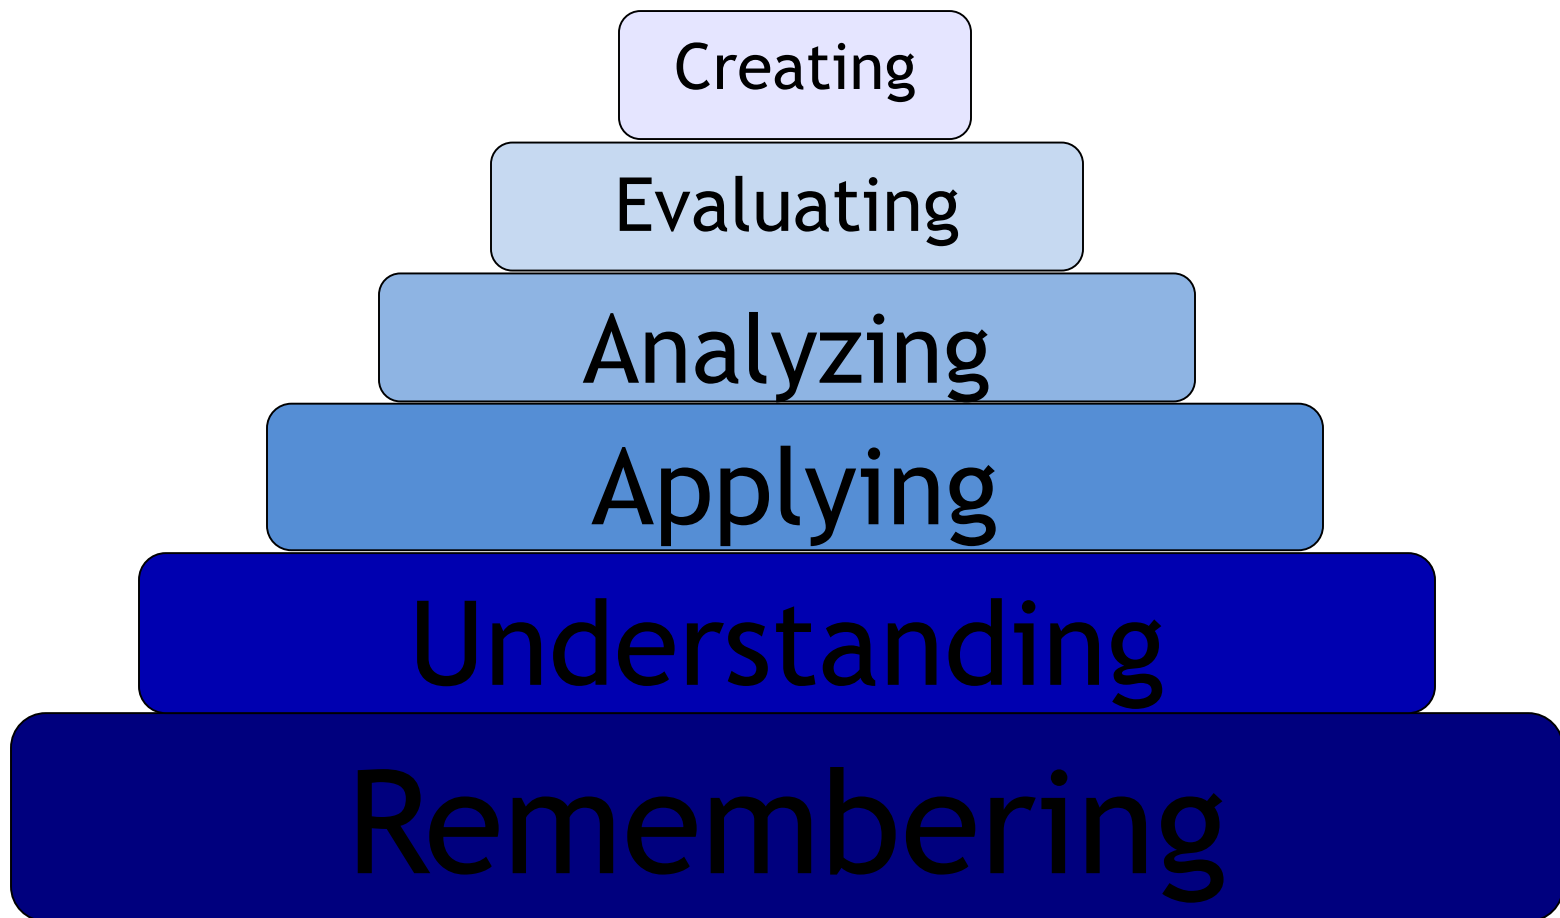 Creating
Evaluating
Analyzing
Applying
Understanding
Remembering